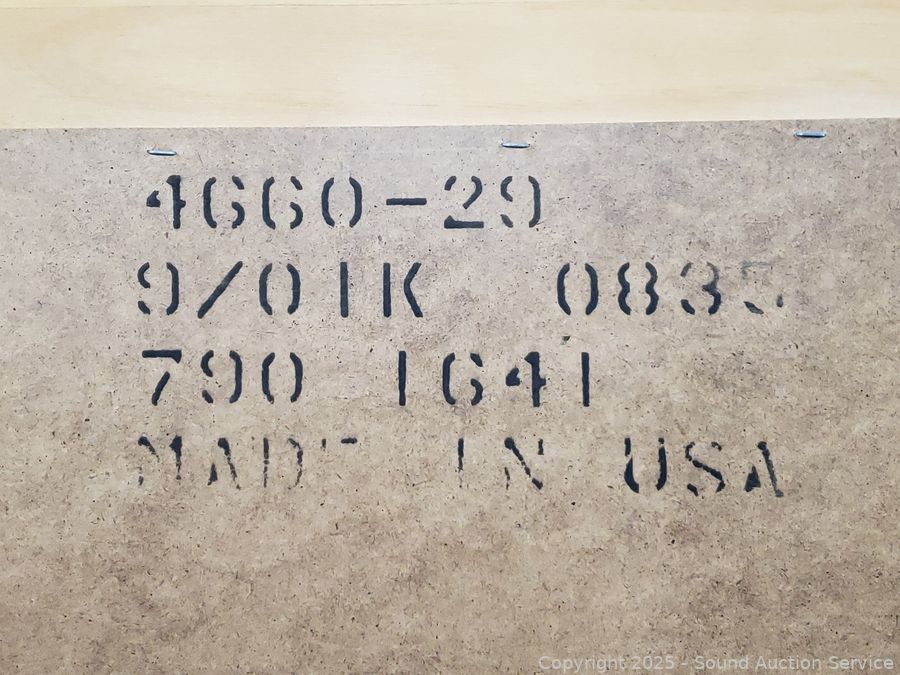 4660-29
9/01K 0835
790 1641
MADE IN USA
Copyright 2025 - Sound Auction Service